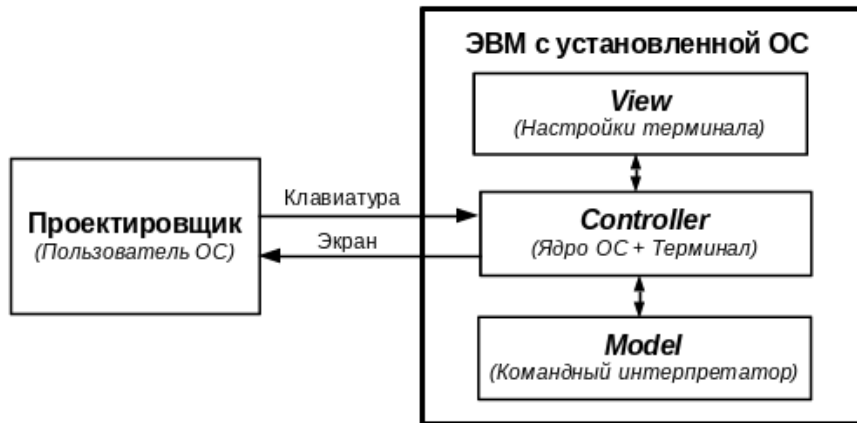 ЭВМ с установленной ОС
View
(Настройки терминала)
Проектировщик
(Пользователь ОС)
Клавиатура
Экран
Controller
(Ядро ОС + Терминал)
Model
(Командный интерпретатор)